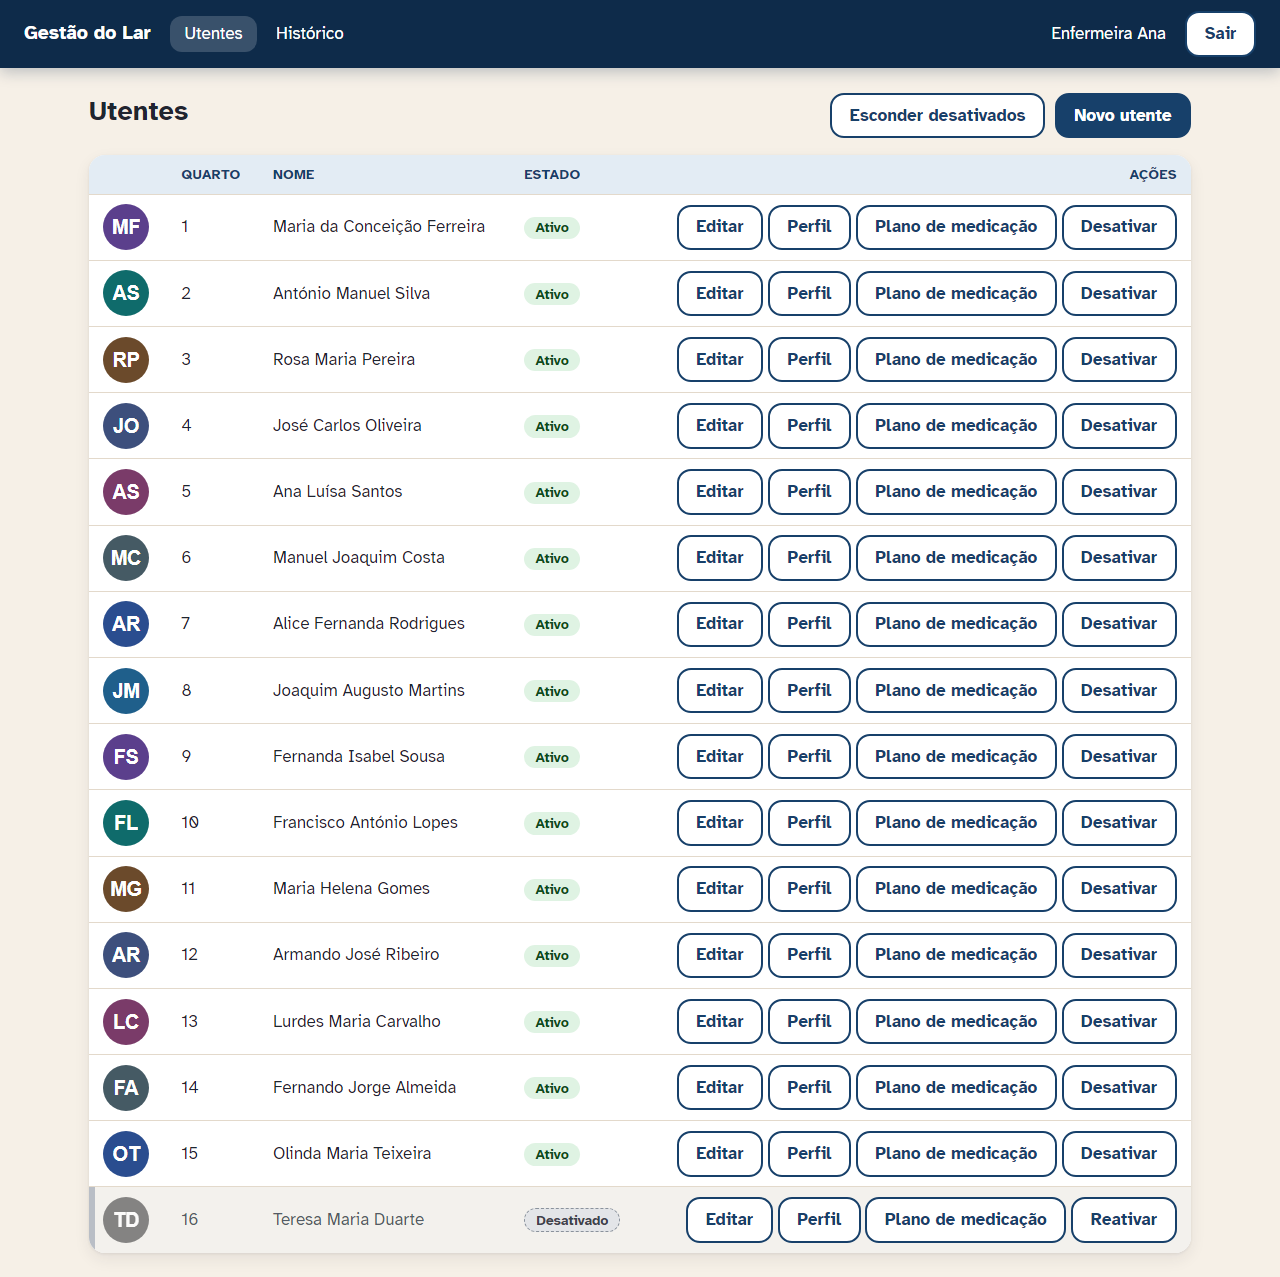 Gestão do Lar Utentes Histórico Enfermeira Ana Sair
Utentes Esconder desativados Novo utente
QUARTO NOME ESTADO AÇÕES
MF 1 Maria da Conceição Ferreira Ativo Editar Perfil Plano de medicação Desativar
AS 2 António Manuel Silva Ativo Editar Perfil Plano de medicação Desativar
RP 3 Rosa Maria Pereira Ativo Editar Perfil Plano de medicação Desativar
JO 4 José Carlos Oliveira Ativo Editar Perfil Plano de medicação Desativar
AS 5 Ana Luísa Santos Ativo Editar Perfil Plano de medicação Desativar
MC 6 Manuel Joaquim Costa Ativo Editar Perfil Plano de medicação Desativar
AR 7 Alice Fernanda Rodrigues Ativo Editar Perfil Plano de medicação Desativar
JM 8 Joaquim Augusto Martins Ativo Editar Perfil Plano de medicação Desativar
FS 9 Fernanda Isabel Sousa Ativo Editar Perfil Plano de medicação Desativar
FL 10 Francisco António Lopes Ativo Editar Perfil Plano de medicação Desativar
MG 11 Maria Helena Gomes Ativo Editar Perfil Plano de medicação Desativar
AR 12 Armando José Ribeiro Ativo Editar Perfil Plano de medicação Desativar
LC 13 Lurdes Maria Carvalho Ativo Editar Perfil Plano de medicação Desativar
FA 14 Fernando Jorge Almeida Ativo Editar Perfil Plano de medicação Desativar
OT 15 Olinda Maria Teixeira Ativo Editar Perfil Plano de medicação Desativar
TD 16 Teresa Maria Duarte Desativado Editar Perfil Plano de medicação Reativar